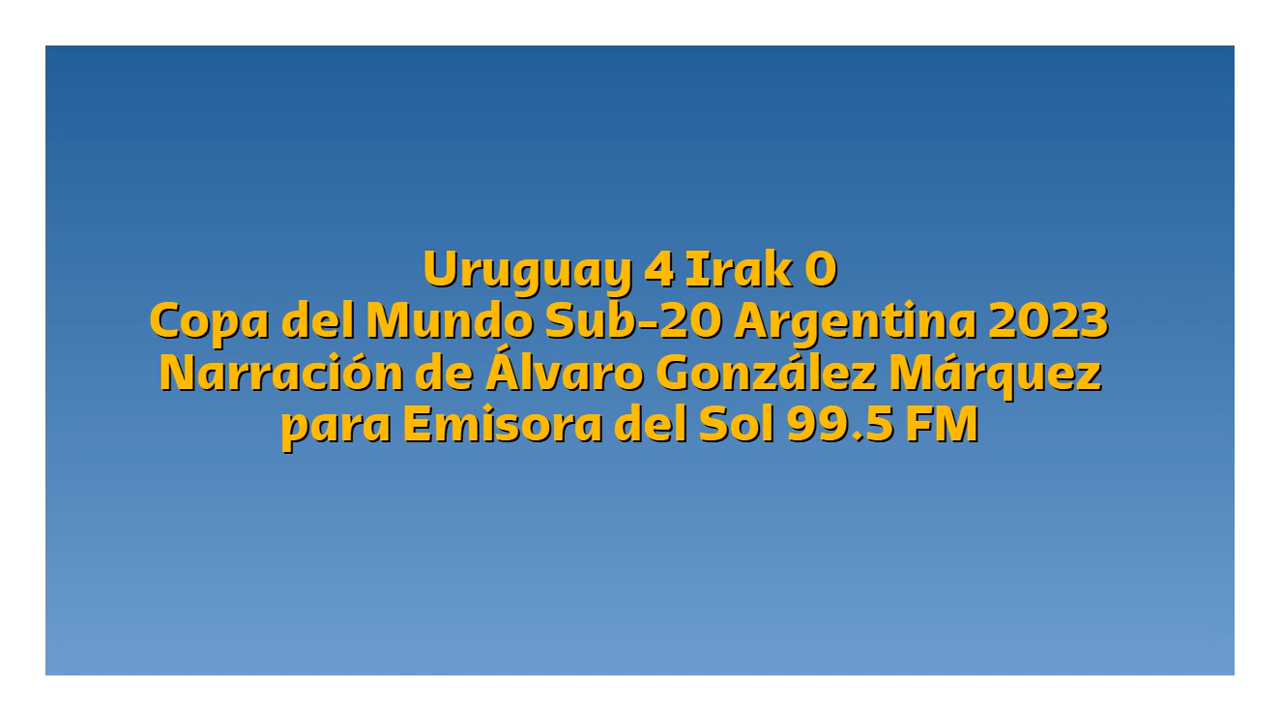 Uruguay 4 Irak 0
Copa del Mundo Sub-20 Argentina 2023
Narración de Álvaro González Márquez
para Emisora del Sol 99.5 FM